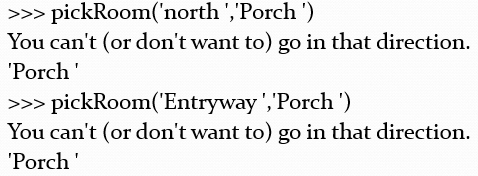 >>> pickRoom('north ','Porch ')
You can't (or don't want to) go in that direction.
'Porch '
>>> pickRoom('Entryway ','Porch ')
You can't (or don't want to) go in that direction.
'Porch '